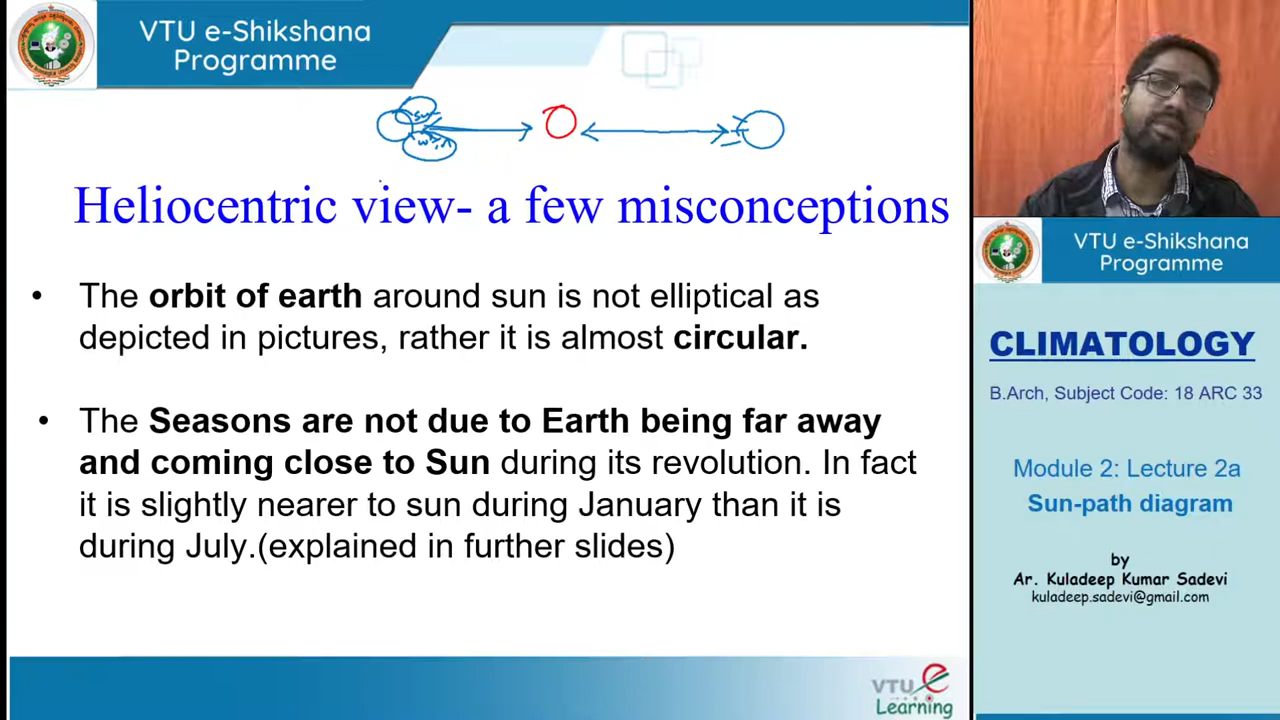 VTU e-Shikshana
Programme
su
w
Heliocentric view- a few misconceptions
• The orbit of earth around sun is not elliptical as
depicted in pictures, rather it is almost circular.
• The Seasons are not due to Earth being far away
and coming close to Sun during its revolution. In fact
it is slightly nearer to sun during January than it is
during July.(explained in further slides)
VTU e
Learning
VTU e-Shikshana
Programme
CLIMATOLOGY
B.Arch, Subject Code: 18 ARC 33
Module 2: Lecture 2a
Sun-path diagram
by
Ar. Kuladeep Kumar Sadevi
kuladeep.sadevi@gmail.com